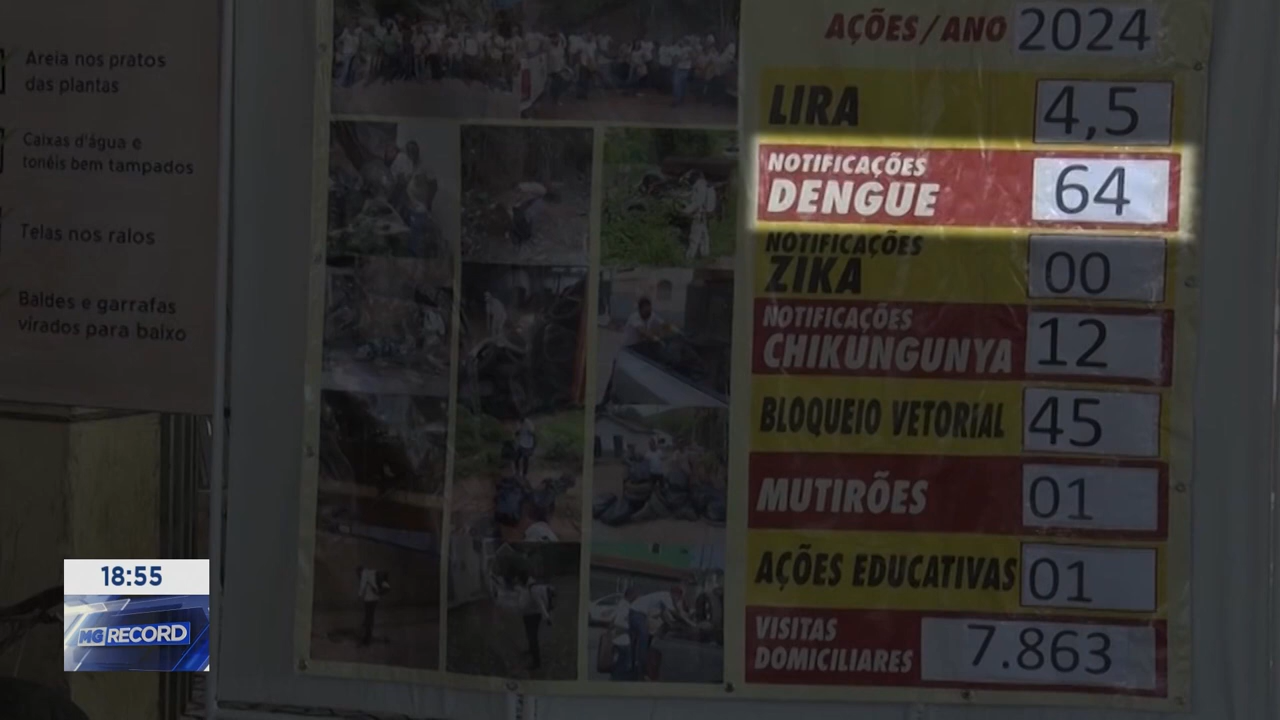 Areia nos pratos
das plantas
Caixas d'água e
tonéis bem tampados
Telas nos ralos
Baldes e garrafas
virados para baixo
AÇÕES/ANO 2024
LIRA 4,5
NOTIFICAÇÕES
DENGUE 64
NOTIFICAÇÕES
ZIKA 00
NOTIFICAÇÕES
CHIKUNGUNYA 12
BLOQUEIO VETORIAL 45
MUTIRÕES 01
AÇÕES EDUCATIVAS 01
VISITAS
DOMICILIARES 7.863
18:55
MG RECORD